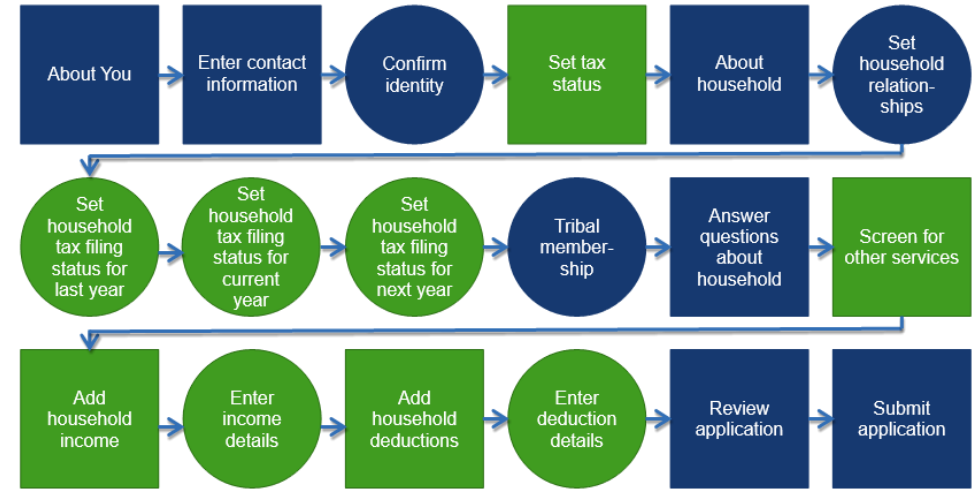 About You
Enter contact
information
Confirm
identity
Set tax
status
About
household
Set
household
relation-
ships
Set
household
tax filing
status for
last year
Set
household
tax filing
status for
current
year
Set
household
tax filing
status for
next year
Tribal
member-
ship
Answer
questions
about
household
Screen for
other services
Add
household
income
Enter
income
details
Add
household
deductions
Enter
deduction
details
Review
application
Submit
application